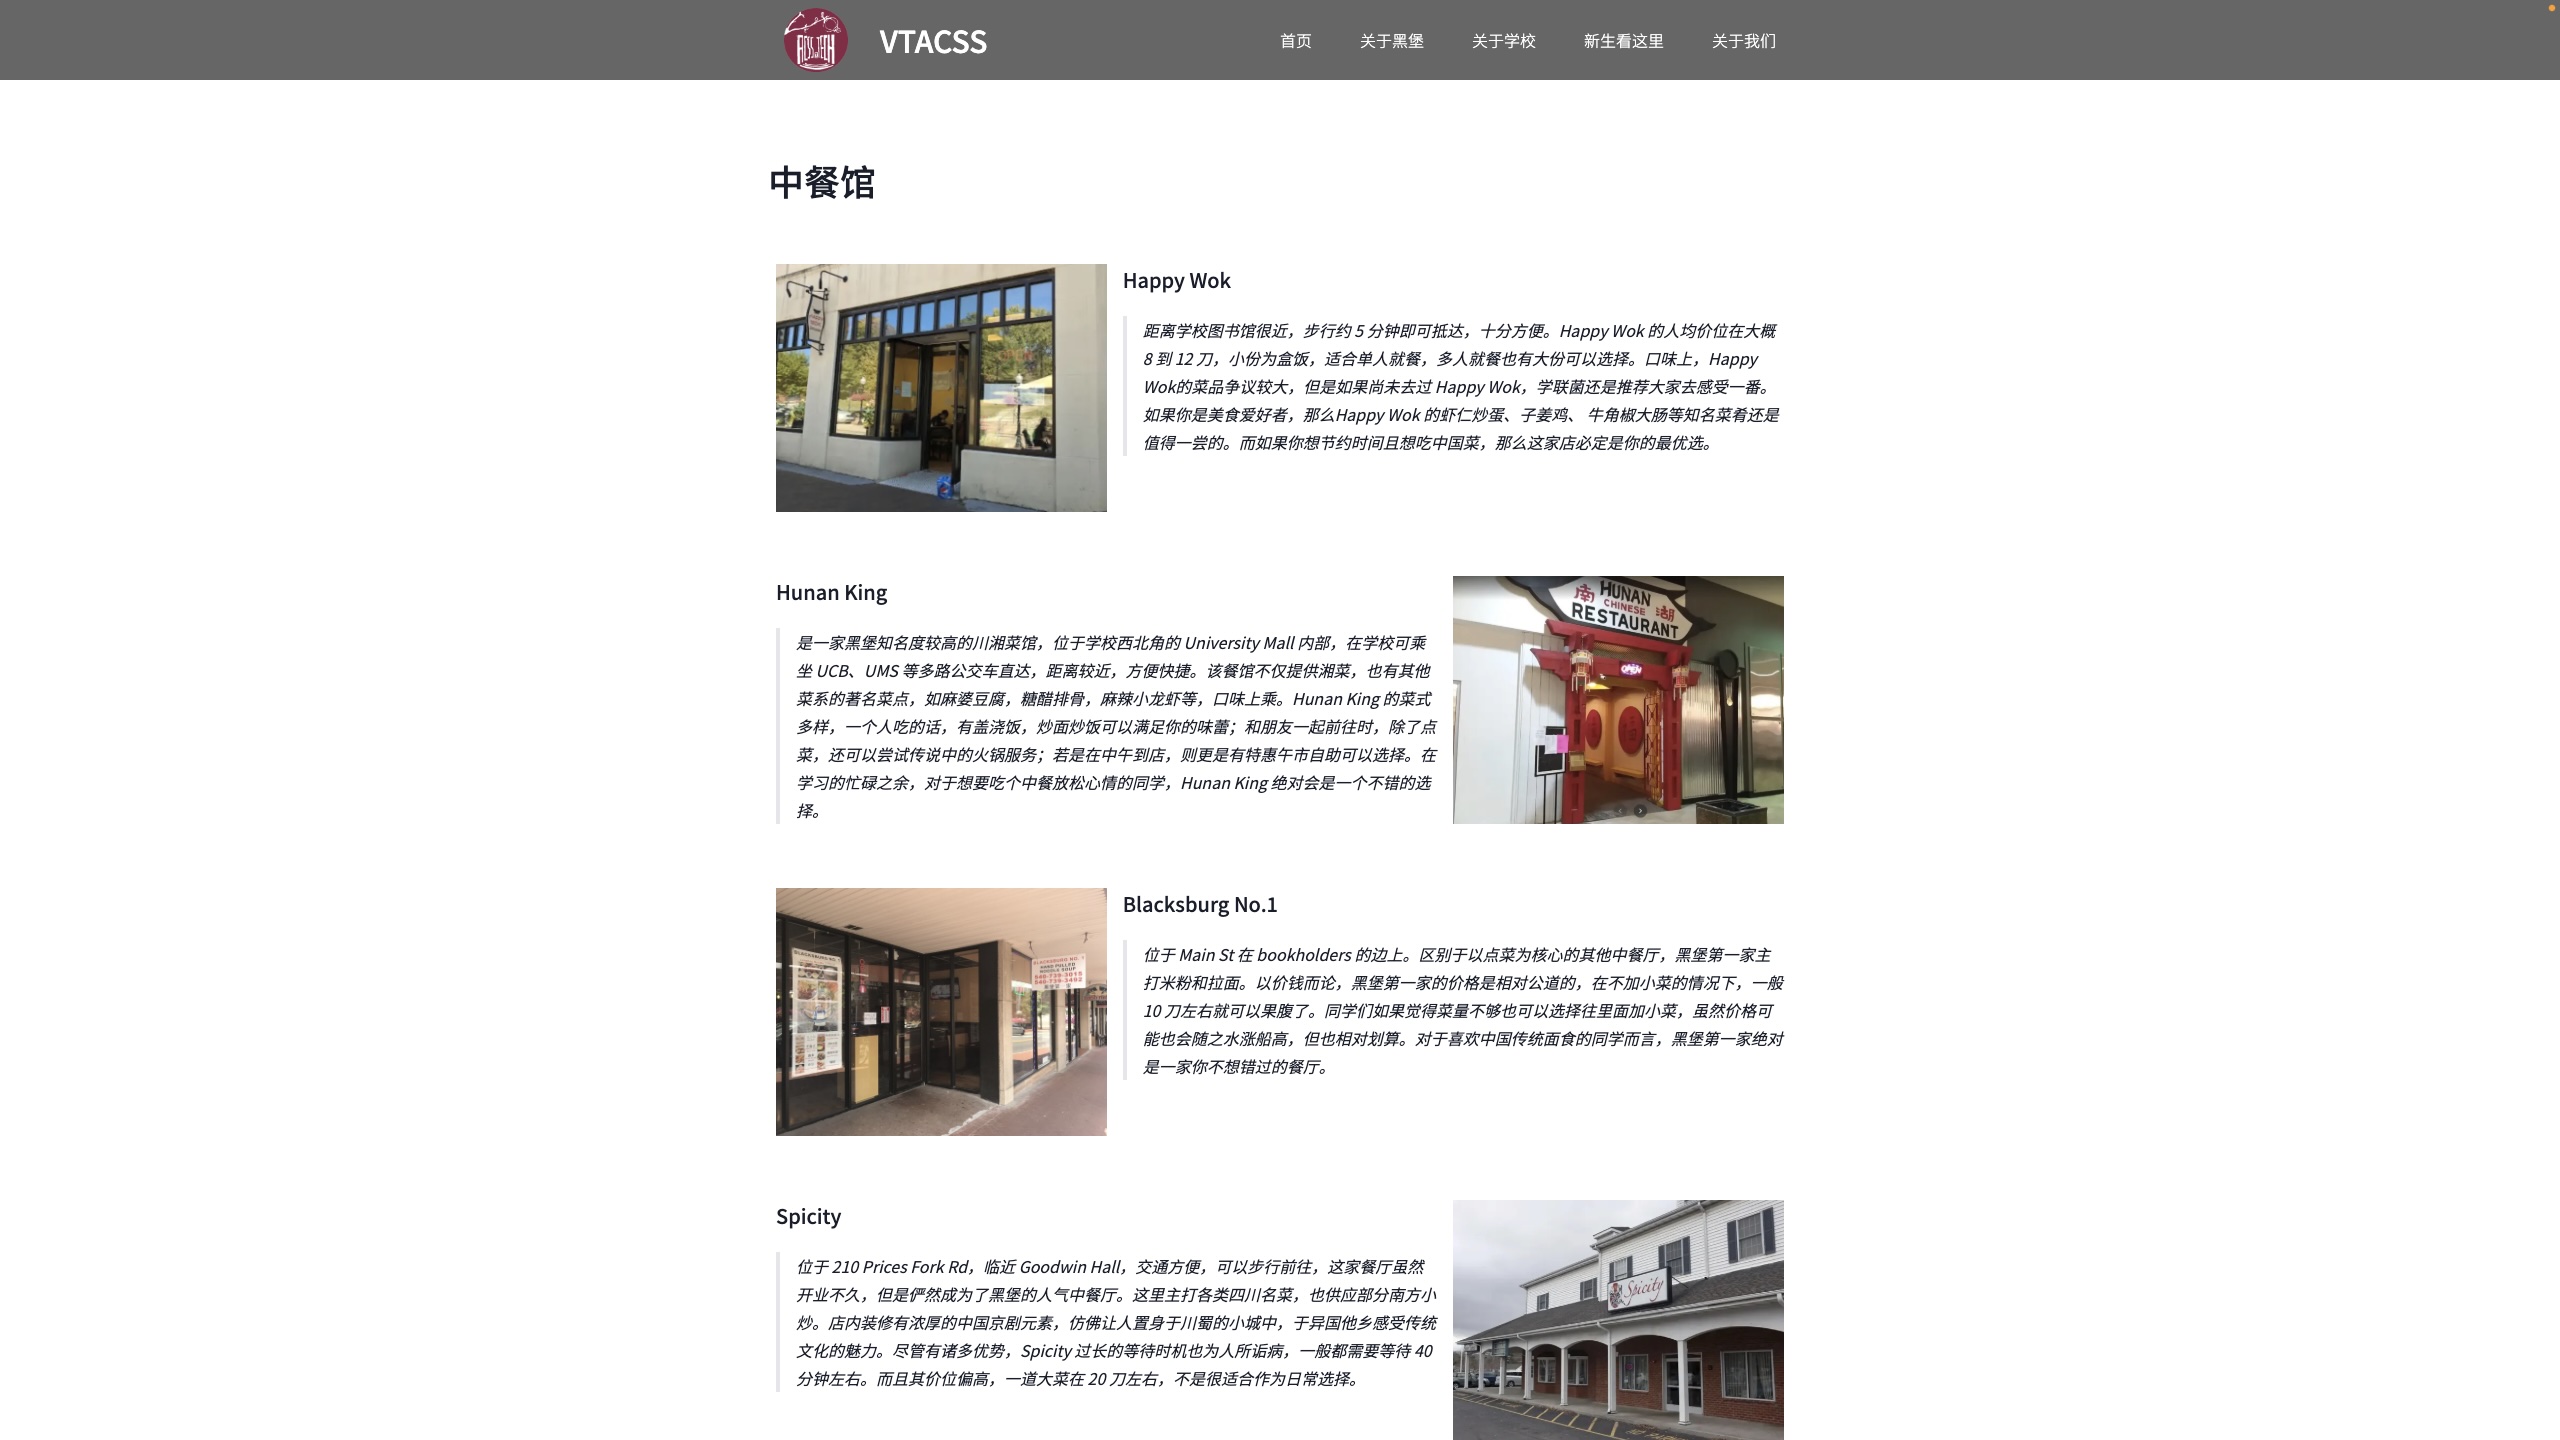 VTACSS
首页
关于黑堡
关于学校
新生看这里
关于我们
中餐馆
Happy Wok
距离学校图书馆很近，步行约 5 分钟即可抵达，十分方便。Happy Wok 的人均价位在大概
8 到 12 刀，小份为盒饭，适合单人就餐，多人就餐也有大份可以选择。口味上，Happy
Wok的菜品争议较大，但是如果尚未去过 Happy Wok，学联菌还是推荐大家去感受一番。
如果你是美食爱好者，那么Happy Wok 的虾仁炒蛋、子姜鸡、 牛角椒大肠等知名菜肴还是
值得一尝的。而如果你想节约时间且想吃中国菜，那么这家店必定是你的最优选。
Hunan King
是一家黑堡知名度较高的川湘菜馆，位于学校西北角的 University Mall 内部，在学校可乘
坐 UCB、UMS 等多路公交车直达，距离较近，方便快捷。该餐馆不仅提供湘菜，也有其他
菜系的著名菜点，如麻婆豆腐，糖醋排骨，麻辣小龙虾等，口味上乘。Hunan King 的菜式
多样，一个人吃的话，有盖浇饭，炒面炒饭可以满足你的味蕾；和朋友一起前往时，除了点
菜，还可以尝试传说中的火锅服务；若是在中午到店，则更是有特惠午市自助可以选择。在
学习的忙碌之余，对于想要吃个中餐放松心情的同学，Hunan King 绝对会是一个不错的选
择。
南 HUNAN 湖
CHINESE
RESTAURANT
OPEN
BLACKSBURG NO. 1
HAND PULLED
NOODLE SOUP
540-739-3015
Blacksburg No.1
位于 Main St 在 bookholders 的边上。区别于以点菜为核心的其他中餐厅，黑堡第一家主
打米粉和拉面。以价钱而论，黑堡第一家的价格是相对公道的，在不加小菜的情况下，一般
10 刀左右就可以果腹了。同学们如果觉得菜量不够也可以选择往里面加小菜，虽然价格可
能也会随之水涨船高，但也相对划算。对于喜欢中国传统面食的同学而言，黑堡第一家绝对
是一家你不想错过的餐厅。
Spicity
位于 210 Prices Fork Rd，临近 Goodwin Hall，交通方便，可以步行前往，这家餐厅虽然
开业不久，但是俨然成为了黑堡的人气中餐厅。这里主打各类四川名菜，也供应部分南方小
炒。店内装修有浓厚的中国京剧元素，仿佛让人置身于川蜀的小城中，于异国他乡感受传统
文化的魅力。尽管有诸多优势，Spicity 过长的等待时机也为人所诟病，一般都需要等待 40
分钟左右。而且其价位偏高，一道大菜在 20 刀左右，不是很适合作为日常选择。
Spicity